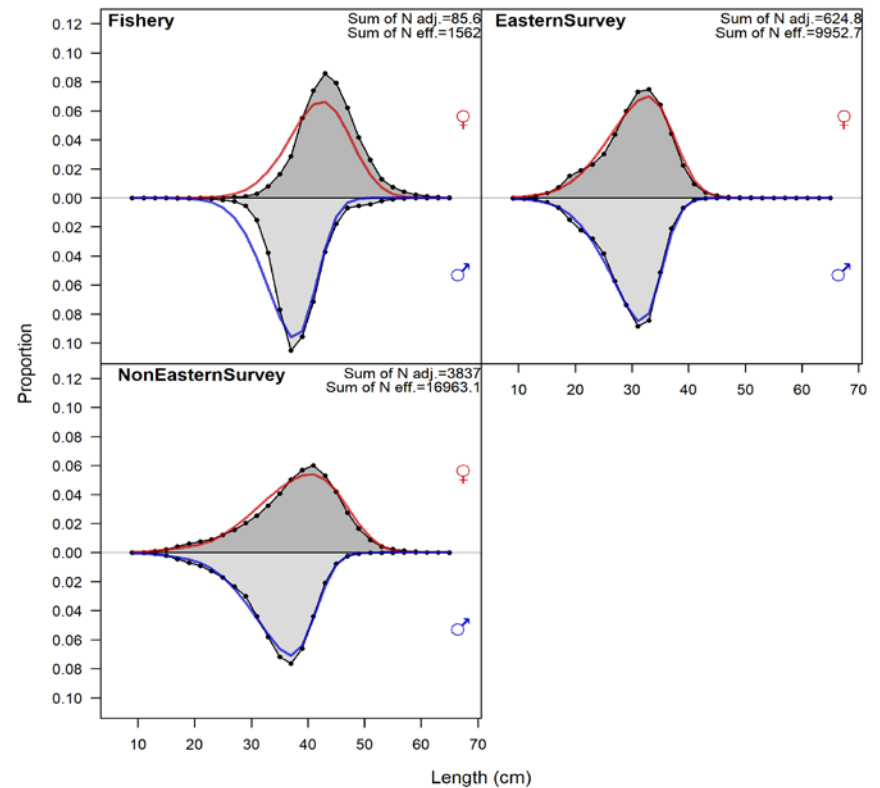 Fishery
Sum of N adj.=85.6
Sum of N eff.=1562
EasternSurvey
Sum of N adj.=624.8
Sum of N eff.=9952.7
0.12
0.10
0.08
0.06
0.04
0.02
0.00
0.02
0.04
0.06
0.08
0.10
♀
♂
♀
♂
10 20 30 40 50 60 70
NonEasternSurvey
Sum of N adj.=3837
Sum of N eff.=16963.1
0.12
0.10
0.08
0.06
0.04
0.02
0.00
0.02
0.04
0.06
0.08
0.10
♀
♂
10 20 30 40 50 60 70
Proportion
Length (cm)